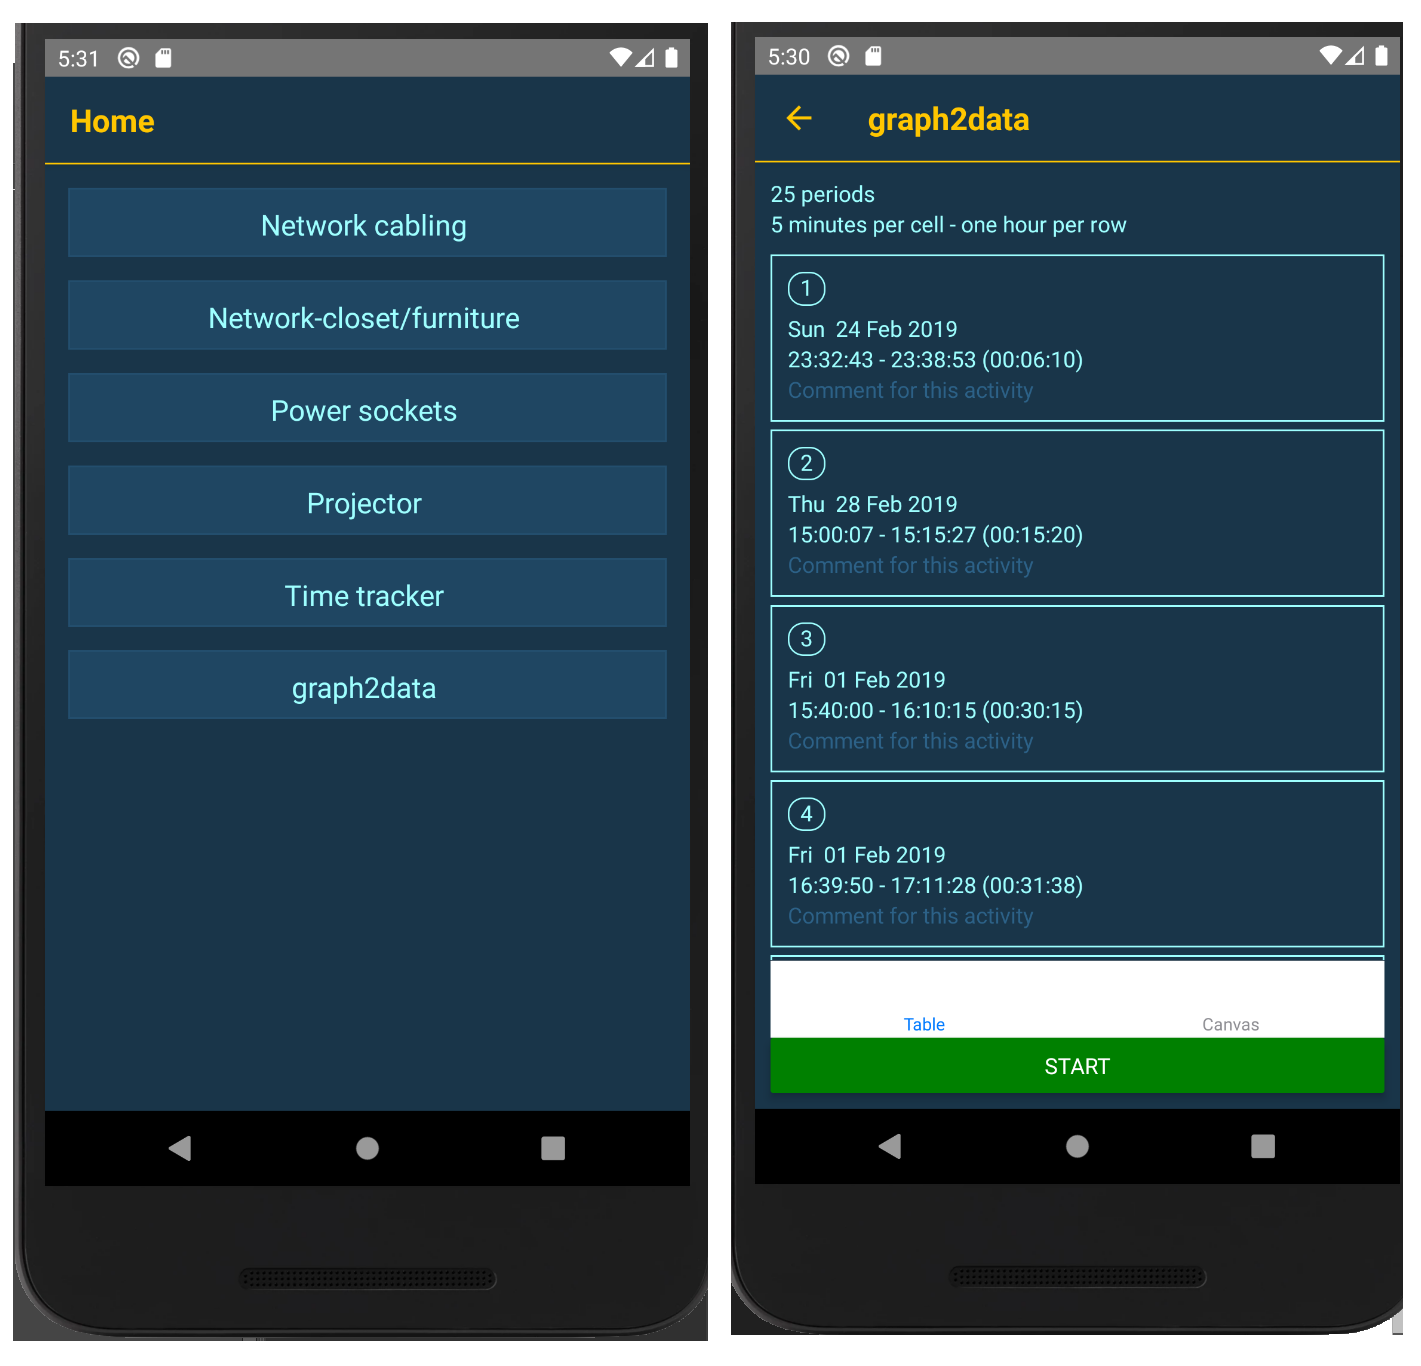 5:31
Home
Network cabling
Network-closet/furniture
Power sockets
Projector
Time tracker
graph2data
5:30
graph2data
25 periods
5 minutes per cell - one hour per row
1
Sun 24 Feb 2019
23:32:43 - 23:38:53 (00:06:10)
Comment for this activity
2
Thu 28 Feb 2019
15:00:07 - 15:15:27 (00:15:20)
Comment for this activity
3
Fri 01 Feb 2019
15:40:00 - 16:10:15 (00:30:15)
Comment for this activity
4
Fri 01 Feb 2019
16:39:50 - 17:11:28 (00:31:38)
Comment for this activity
Table Canvas
START